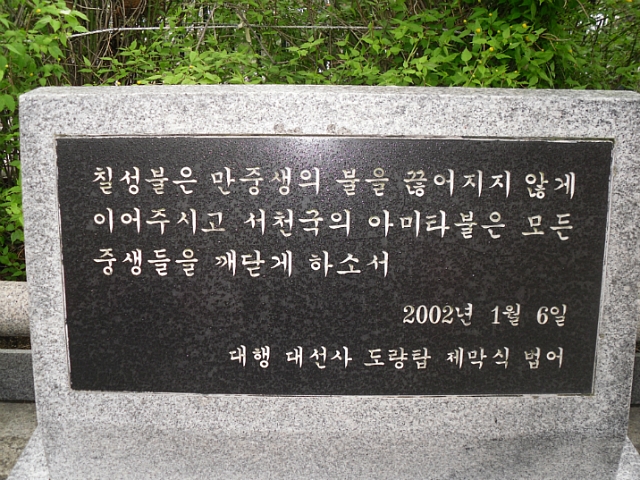 칠성불은 만중생의 불을 끊어지지 않게
이어주시고 서천국의 아미타불은 모든
중생들을 깨닫게 하소서
2002년 1월 6일
대행 대선사 도량탑 제막식 법어